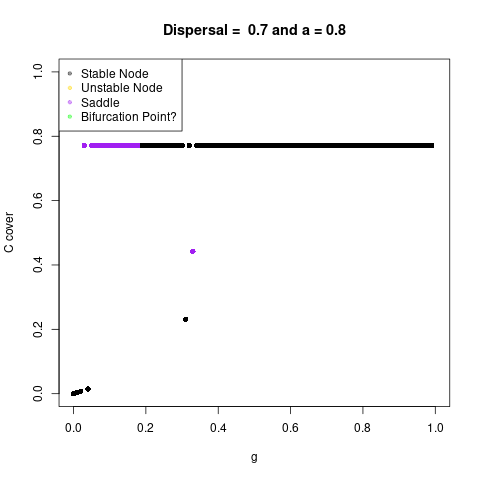 Dispersal =  0.7 and a = 0.8
Stable Node
Unstable Node
Saddle
Bifurcation Point?
1.0
0.8
0.6
0.4
0.2
0.0
C cover
0.0 0.2 0.4 0.6 0.8 1.0
g